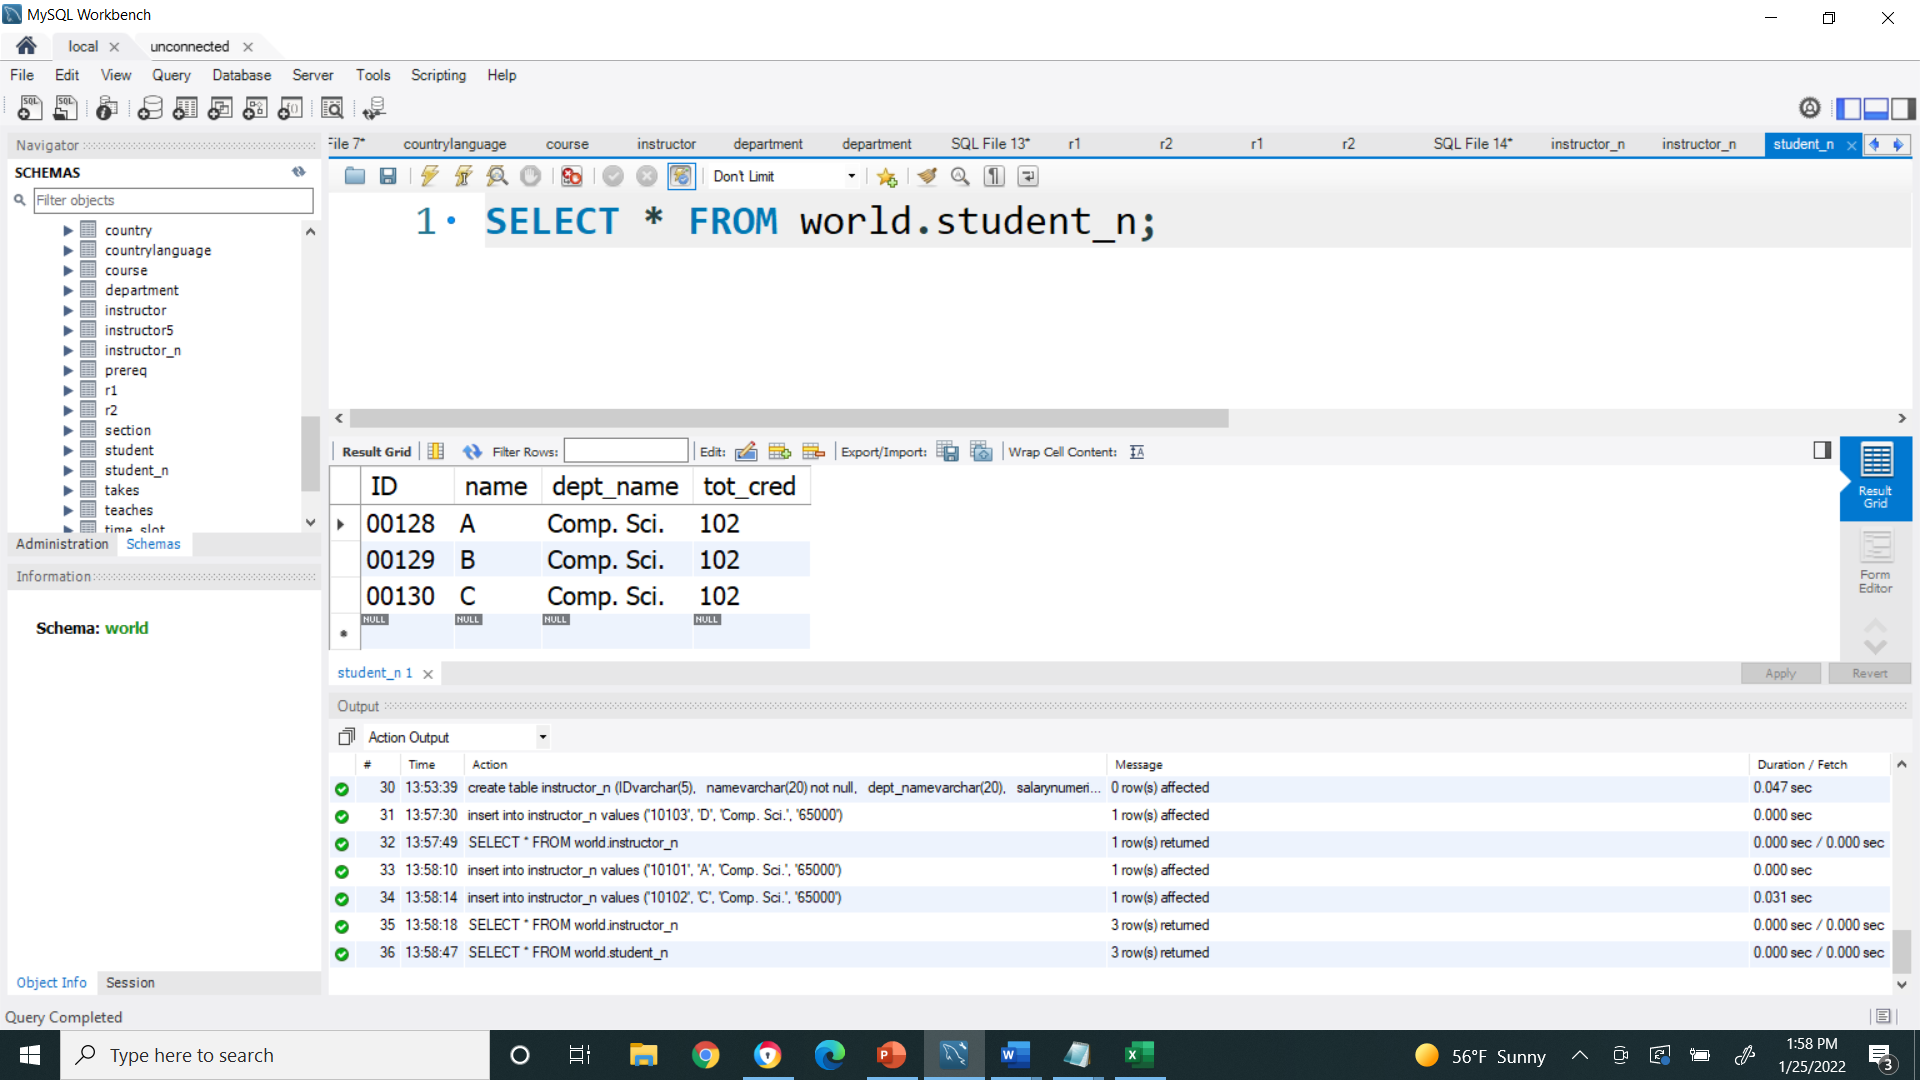 MySQL Workbench
local
unconnected
File Edit View Query Database Server Tools Scripting Help
Navigator
SCHEMAS
Filter objects
country
countrylanguage
course
department
instructor
instructor5
instructor_n
prereq
r1
r2
section
student
student_n
takes
teaches
time_slot
Administration Schemas
Information
Schema: world
Object Info Session
Query Completed
File 7* countrylanguage course instructor department department SQL File 13* r1 r2 r1 r2 SQL File 14* instructor_n instructor_n student_n
Don't Limit
1 SELECT * FROM world.student_n;
Result Grid Filter Rows: Edit: Export/Import: Wrap Cell Content:
ID name dept_name tot_cred
00128 A Comp. Sci. 102
00129 B Comp. Sci. 102
00130 C Comp. Sci. 102
NULL NULL NULL NULL
Result
Grid
Form
Editor
student_n 1
Apply Revert
Output
Action Output
# Time Action Message Duration / Fetch
30 13:53:39 create table instructor_n (IDvarchar(5), namevarchar(20) not null, dept_namevarchar(20), salarynumeri... 0 row(s) affected 0.047 sec
31 13:57:30 insert into instructor_n values ('10103', 'D', 'Comp. Sci.', '65000') 1 row(s) affected 0.000 sec
32 13:57:49 SELECT * FROM world.instructor_n 1 row(s) returned 0.000 sec / 0.000 sec
33 13:58:10 insert into instructor_n values ('10101', 'A', 'Comp. Sci.', '65000') 1 row(s) affected 0.000 sec
34 13:58:14 insert into instructor_n values ('10102', 'C', 'Comp. Sci.', '65000') 1 row(s) affected 0.031 sec
35 13:58:18 SELECT * FROM world.instructor_n 3 row(s) returned 0.000 sec / 0.000 sec
36 13:58:47 SELECT * FROM world.student_n 3 row(s) returned 0.000 sec / 0.000 sec
Type here to search
56°F Sunny
1:58 PM
1/25/2022
3